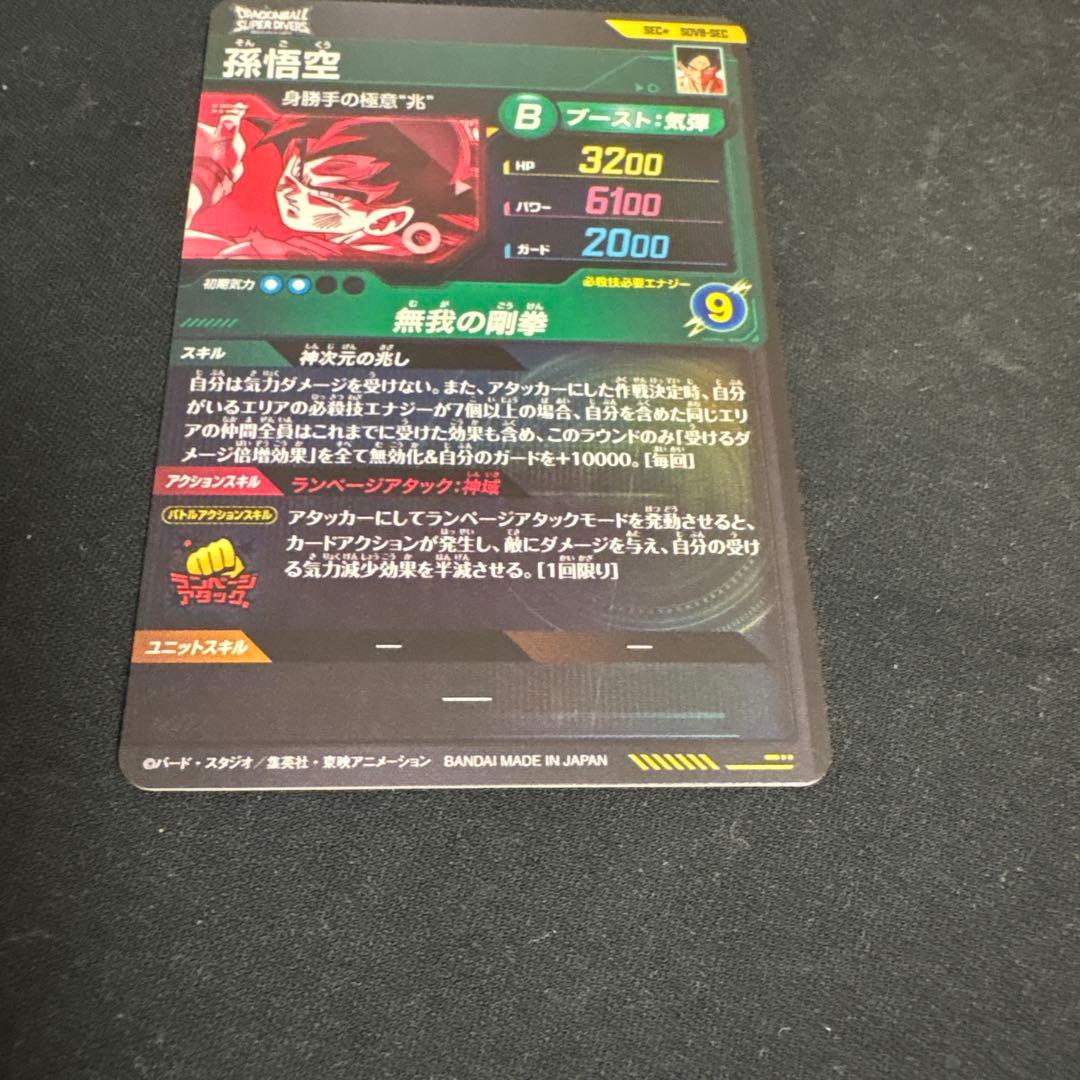 DRAGONBALL
SUPER DIVERS
SEC★ SDV8-SEC
そん ご くう
孫悟空
身勝手の極意"兆"
B ブースト:気弾
HP 3200
パワー 6100
ガード 2000
初期気力
必殺技必要エナジー
9
む が ごう けん
無我の剛拳
スキル 神次元の兆し
自分は気力ダメージを受けない。また、アタッカーにした作戦決定時、自分
がいるエリアの必殺技エナジーが7個以上の場合、自分を含めた同じエリ
アの仲間全員はこれまでに受けた効果も含め、このラウンドのみ「受けるダ
メージ倍増効果」を全て無効化&自分のガードを+10000。[毎回]
アクションスキル ランページアタック:神域
バトルアクションスキル
ランページ
アタック
アタッカーにしてランページアタックモードを発動させると、
カードアクションが発生し、敵にダメージを与え、自分の受け
る気力減少効果を半減させる。[1回限り]
ユニットスキル — —
—
©バード・スタジオ/集英社・東映アニメーション BANDAI MADE IN JAPAN